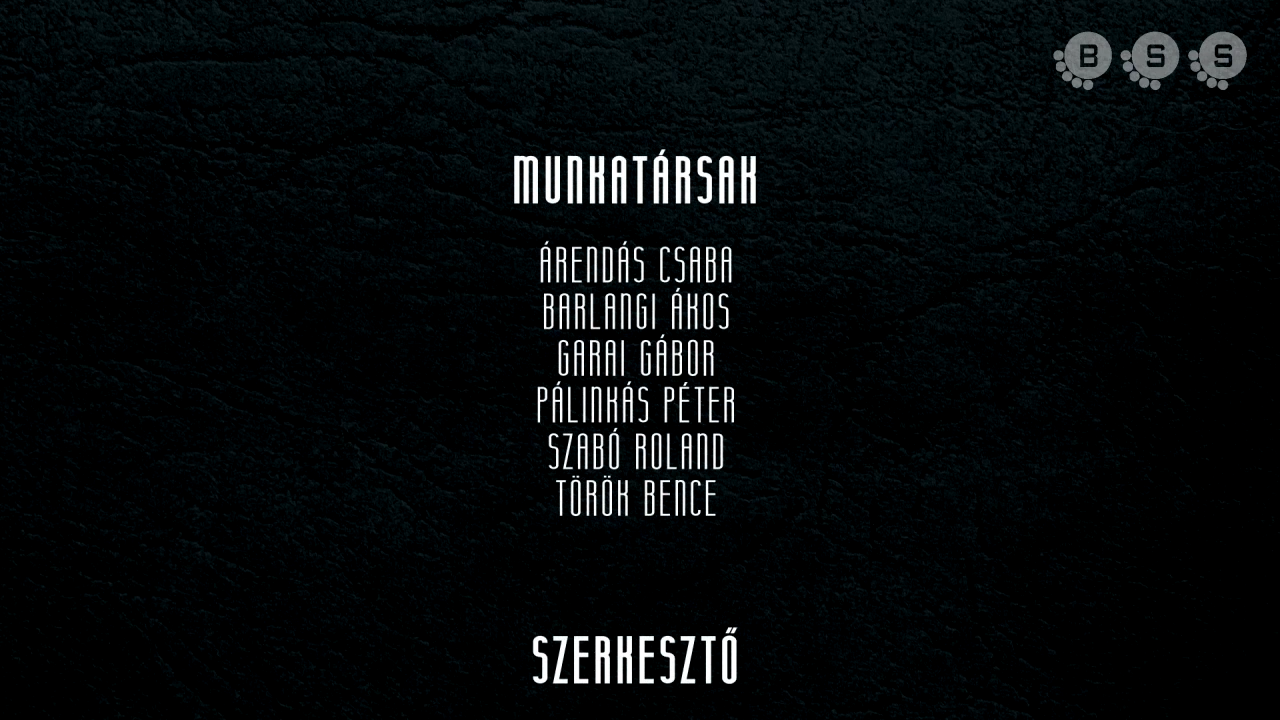 B S S
MUNKATÁRSAK
ÁRENDÁS CSABA
BARLANGI ÁKOS
GARAI GÁBOR
PÁLINKÁS PÉTER
SZABÓ ROLAND
TÖRÖK BENCE
SZERKESZTŐ